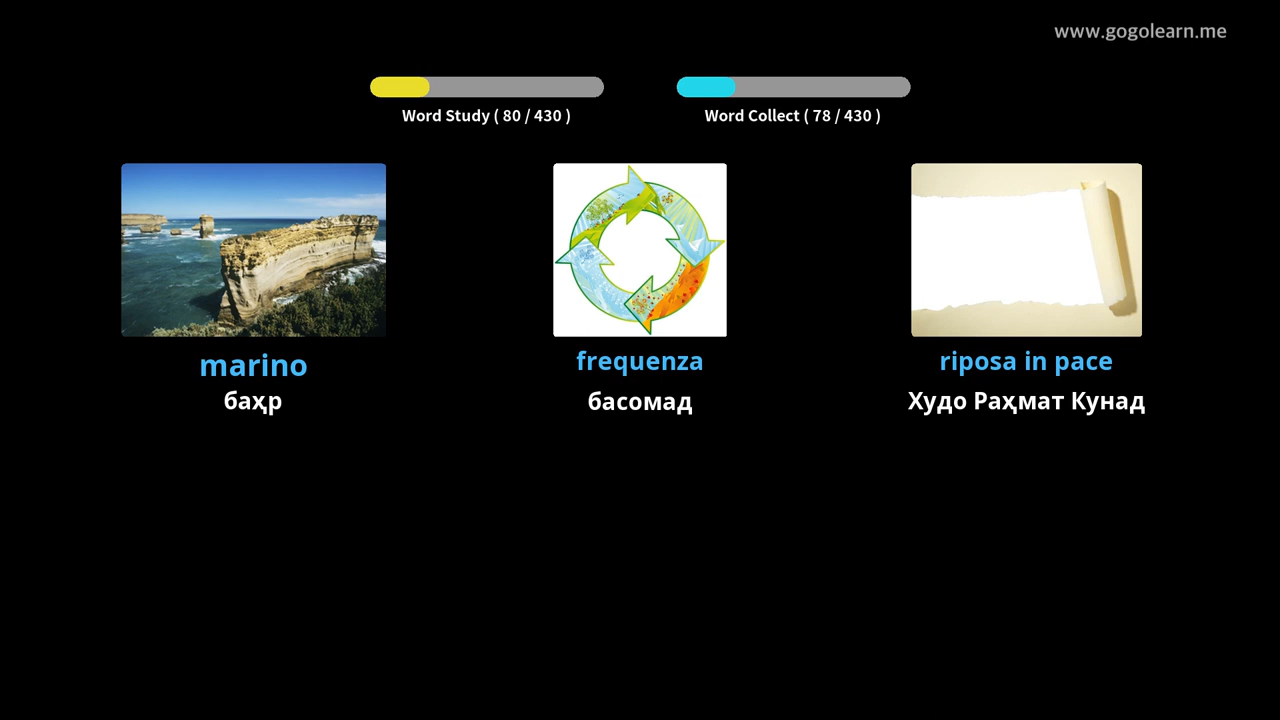 www.gogolearn.me
Word Study ( 80 / 430 )
Word Collect ( 78 / 430 )
marino
баҳр
frequenza
басомад
riposa in pace
Худо Раҳмат Кунад